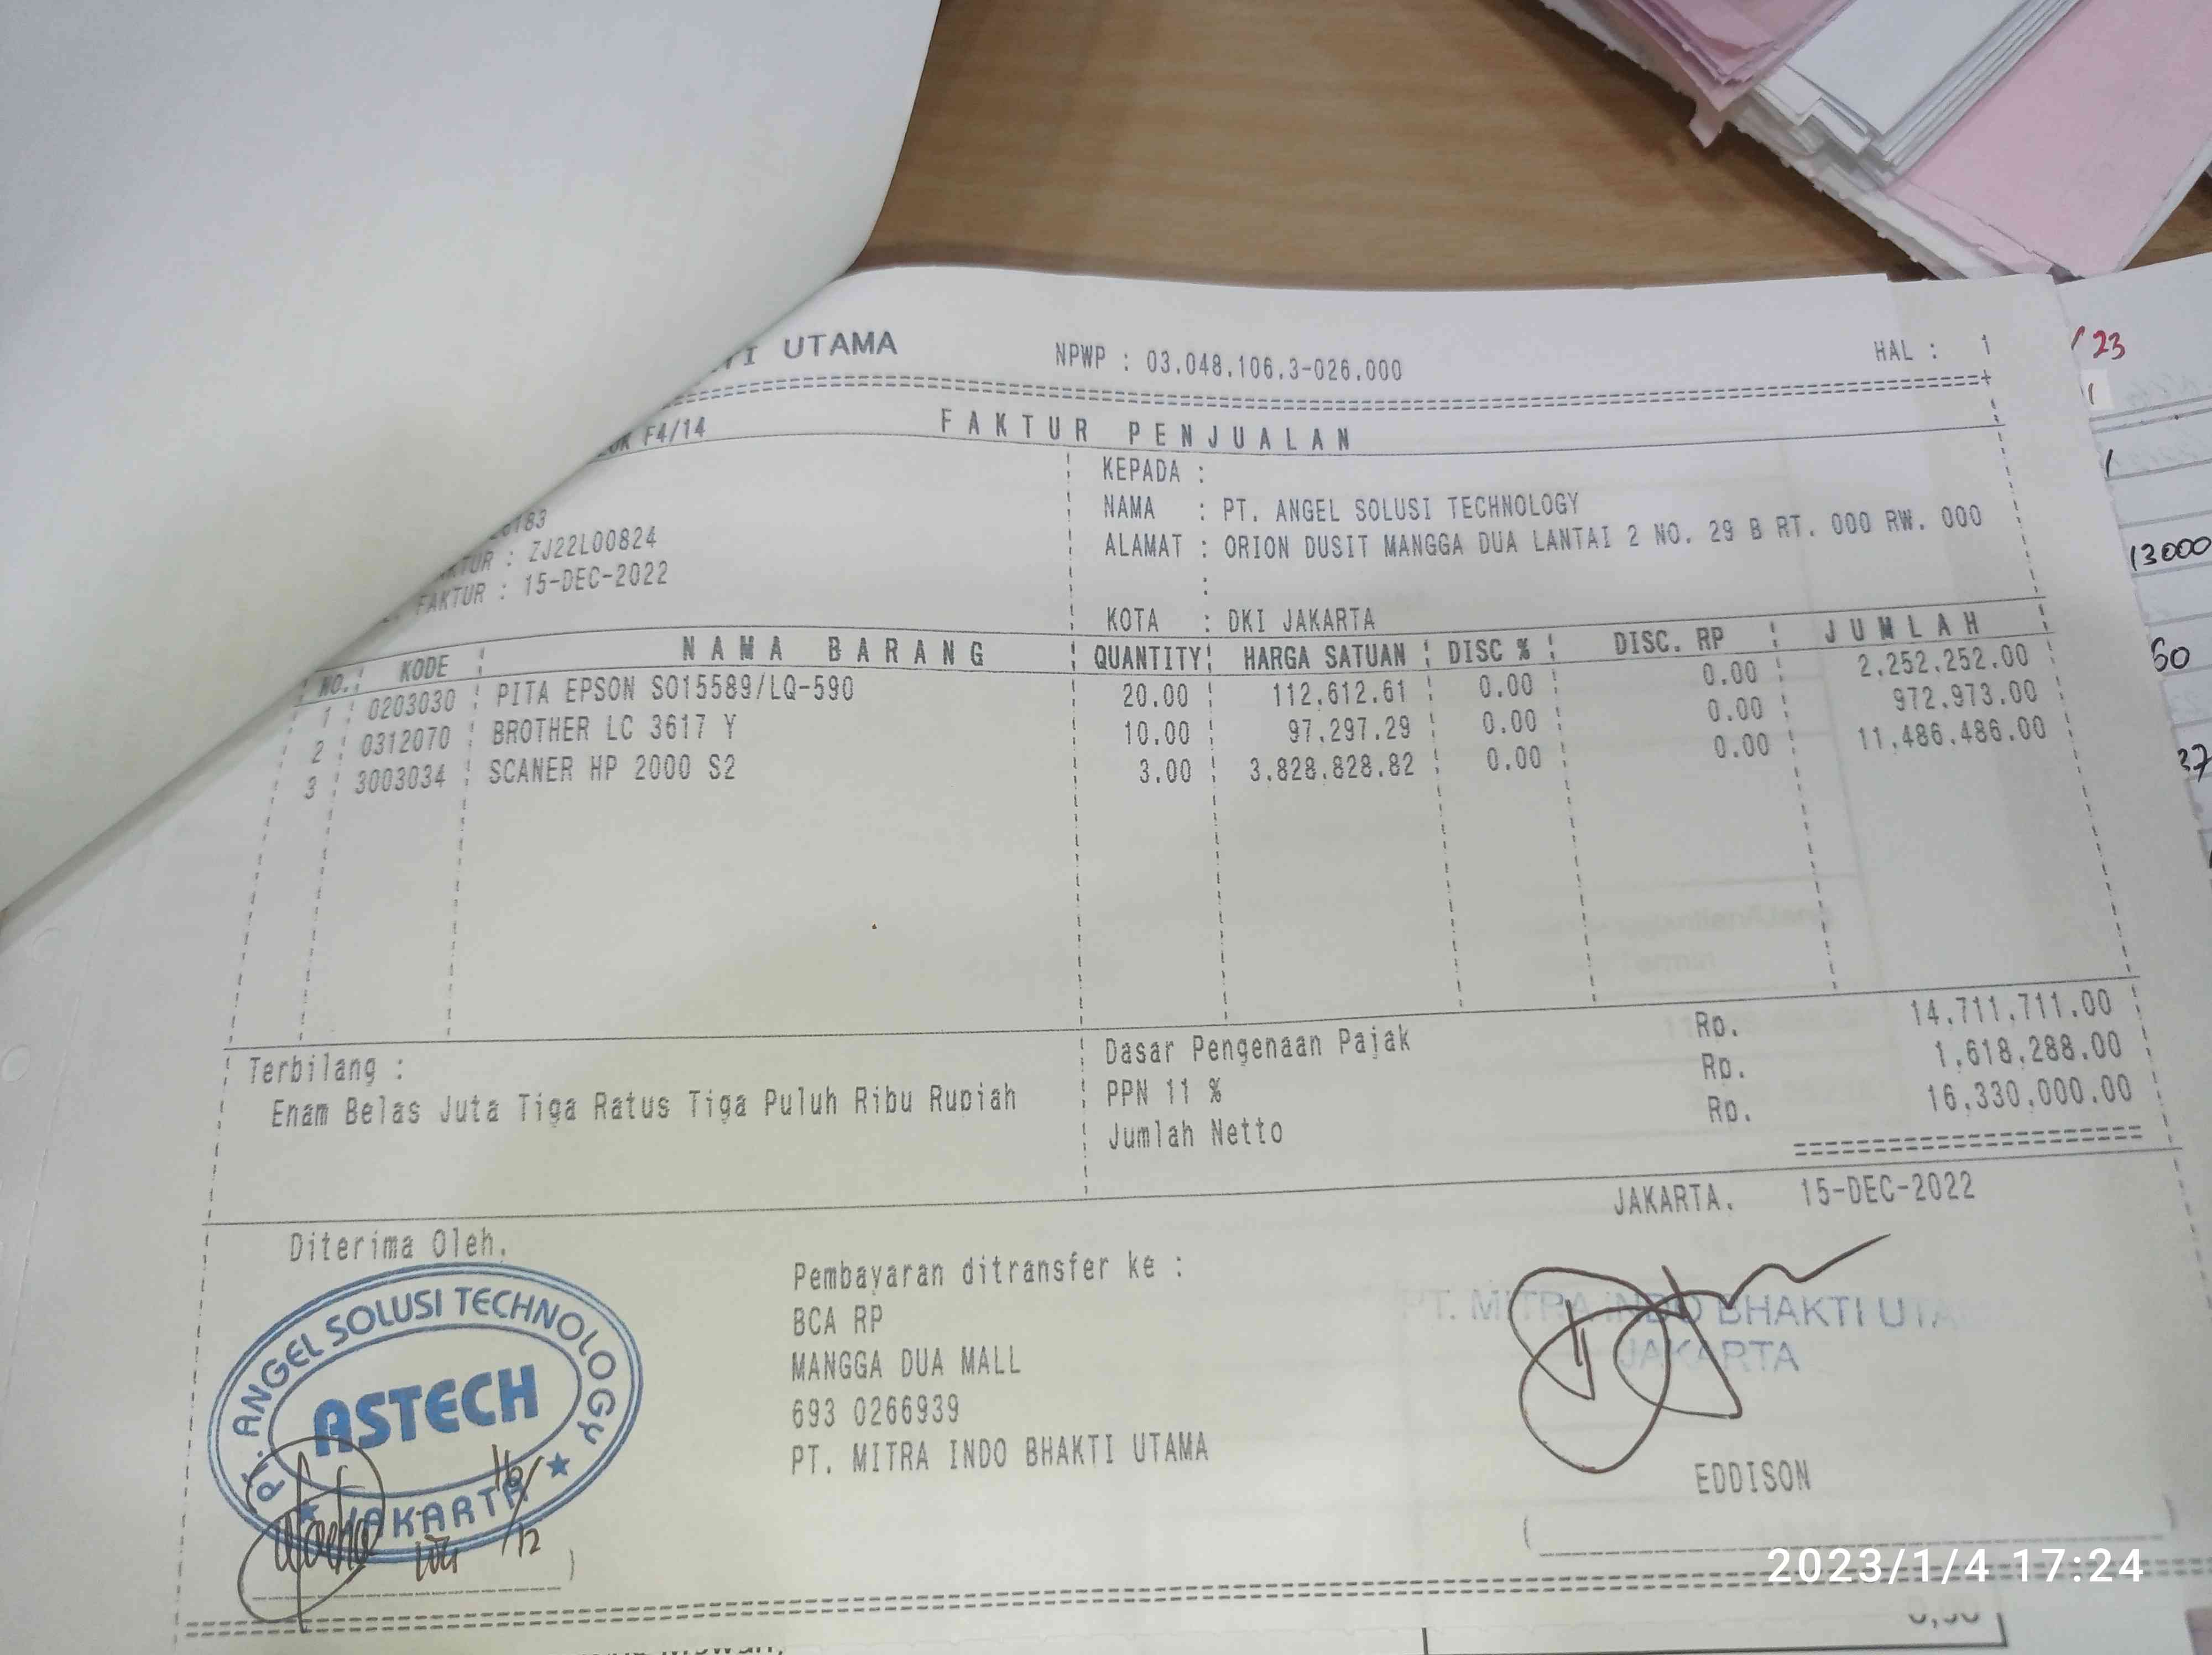 UTAMA NPWP : 03.048.106.3-026.000 HAL : 1
F4/14 FAKTUR PENJUALAN
KEPADA :
NAMA : PT. ANGEL SOLUSI TECHNOLOGY
ALAMAT : ORION DUSIT MANGGA DUA LANTAI 2 NO. 29 B RT. 000 RW. 000
: ZJ22L00824
:
FAKTUR : 15-DEC-2022
KOTA : DKI JAKARTA
NO. KODE NAMA BARANG QUANTITY HARGA SATUAN DISC % DISC. RP JUMLAH
1 0203030 PITA EPSON S015589/LQ-590 20.00 112,612.61 0.00 0.00 2,252,252.00
2 0312070 BROTHER LC 3617 Y 10.00 97,297.29 0.00 0.00 972,973.00
3 3003034 SCANER HP 2000 S2 3.00 3,828,828.82 0.00 0.00 11,486,486.00
Terbilang :
Enam Belas Juta Tiga Ratus Tiga Puluh Ribu Rupiah
Dasar Pengenaan Pajak Rp. 14,711,711.00
PPN 11 % Rp. 1,618,288.00
Jumlah Netto Rp. 16,330,000.00
JAKARTA, 15-DEC-2022
Diterima Oleh,
Pembayaran ditransfer ke :
BCA RP
MANGGA DUA MALL
693 0266939
PT. MITRA INDO BHAKTI UTAMA
PT. ANGEL SOLUSI TECHNOLOGY
ASTECH
JAKARTA
16/12
PT. MITRA INDO BHAKTI UTA
JAKARTA
EDDISON
23
13000
60
37
2023/1/4 17:24